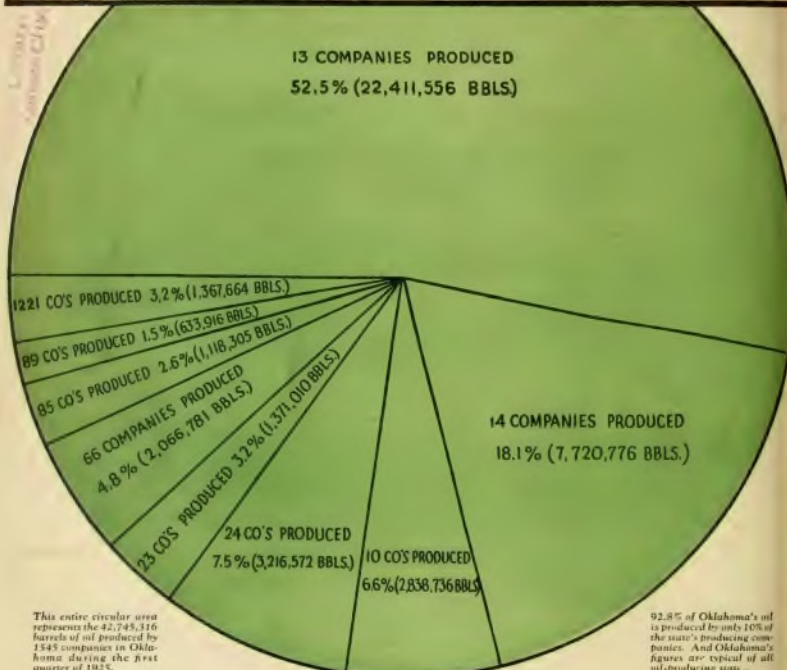 13 COMPANIES PRODUCED
52.5% (22,411,556 BBLS.)
1221 CO'S PRODUCED 3.2% (1,367,664 BBLS.)
89 CO'S PRODUCED 1.5% (633,916 BBLS.)
85 CO'S PRODUCED 2.6% (1,118,305 BBLS.)
66 COMPANIES PRODUCED
4.8% (2,066,781 BBLS.)
23 CO'S PRODUCED 3.2% (1,371,010 BBLS.)
24 CO'S PRODUCED
7.5% (3,216,572 BBLS.)
10 CO'S PRODUCED
6.6% (2,838,736 BBLS)
14 COMPANIES PRODUCED
18.1% (7,720,776 BBLS.)
This entire circular area
represents the 42,745,316
barrels of oil produced by
1545 companies in Okla-
homa during the first
quarter of 1925.
92.8% of Oklahoma's oil
is produced by only 10% of
the state's producing com-
panies. And Oklahoma's
figures are typical of all
oil-producing